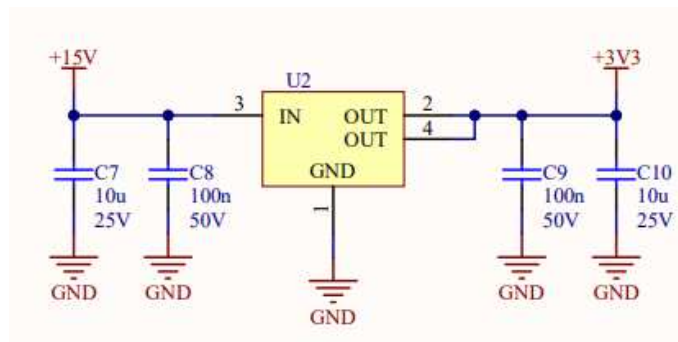 +15V
+3V3
U2
3
IN
OUT
2
OUT
4
GND
1
C7
10u
25V
C8
100n
50V
C9
100n
50V
C10
10u
25V
GND
GND
GND
GND
GND